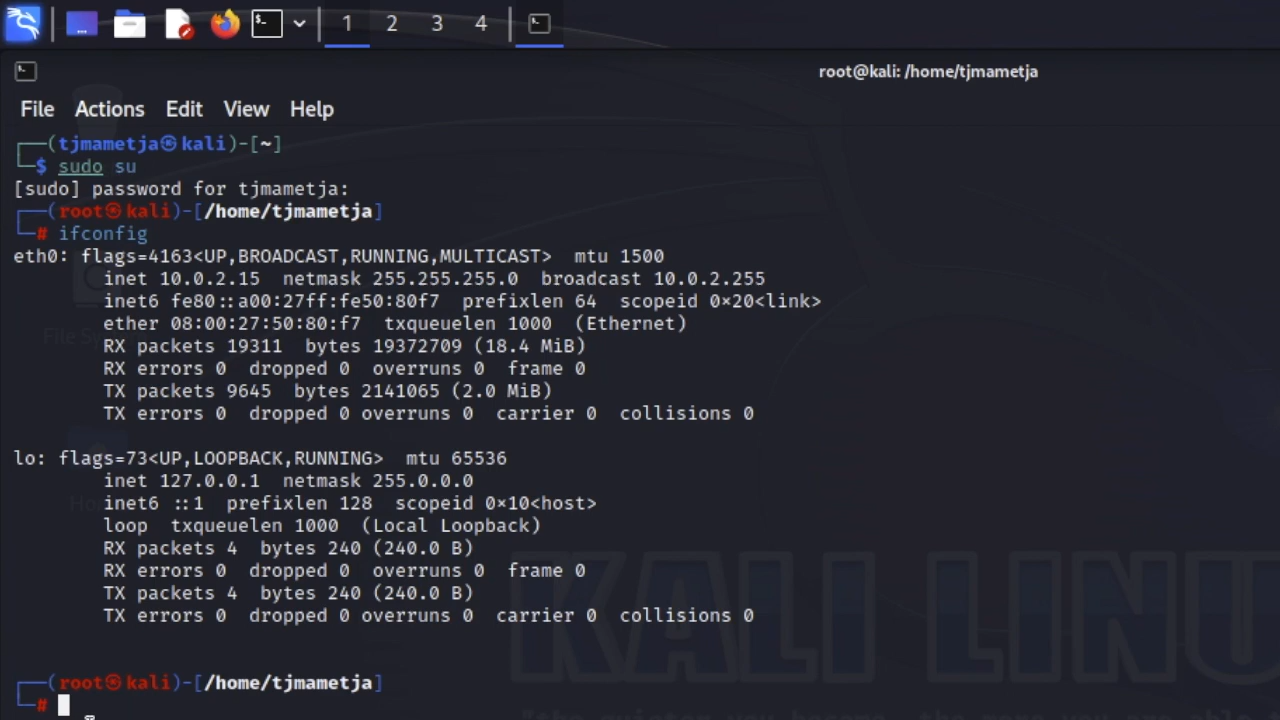 1 2 3 4
root@kali: /home/tjmametja
File Actions Edit View Help
┌──(tjmametja㉿kali)-[~]
└─$ sudo su
[sudo] password for tjmametja:
┌──(root㉿kali)-[/home/tjmametja]
└─# ifconfig
eth0: flags=4163<UP,BROADCAST,RUNNING,MULTICAST>  mtu 1500
        inet 10.0.2.15  netmask 255.255.255.0  broadcast 10.0.2.255
        inet6 fe80::a00:27ff:fe50:80f7  prefixlen 64  scopeid 0×20<link>
        ether 08:00:27:50:80:f7  txqueuelen 1000  (Ethernet)
        RX packets 19311  bytes 19372709 (18.4 MiB)
        RX errors 0  dropped 0  overruns 0  frame 0
        TX packets 9645  bytes 2141065 (2.0 MiB)
        TX errors 0  dropped 0 overruns 0  carrier 0  collisions 0
lo: flags=73<UP,LOOPBACK,RUNNING>  mtu 65536
        inet 127.0.0.1  netmask 255.0.0.0
        inet6 ::1  prefixlen 128  scopeid 0×10<host>
        loop  txqueuelen 1000  (Local Loopback)
        RX packets 4  bytes 240 (240.0 B)
        RX errors 0  dropped 0  overruns 0  frame 0
        TX packets 4  bytes 240 (240.0 B)
        TX errors 0  dropped 0 overruns 0  carrier 0  collisions 0
KALI LINU
┌──(root㉿kali)-[/home/tjmametja]
└─#